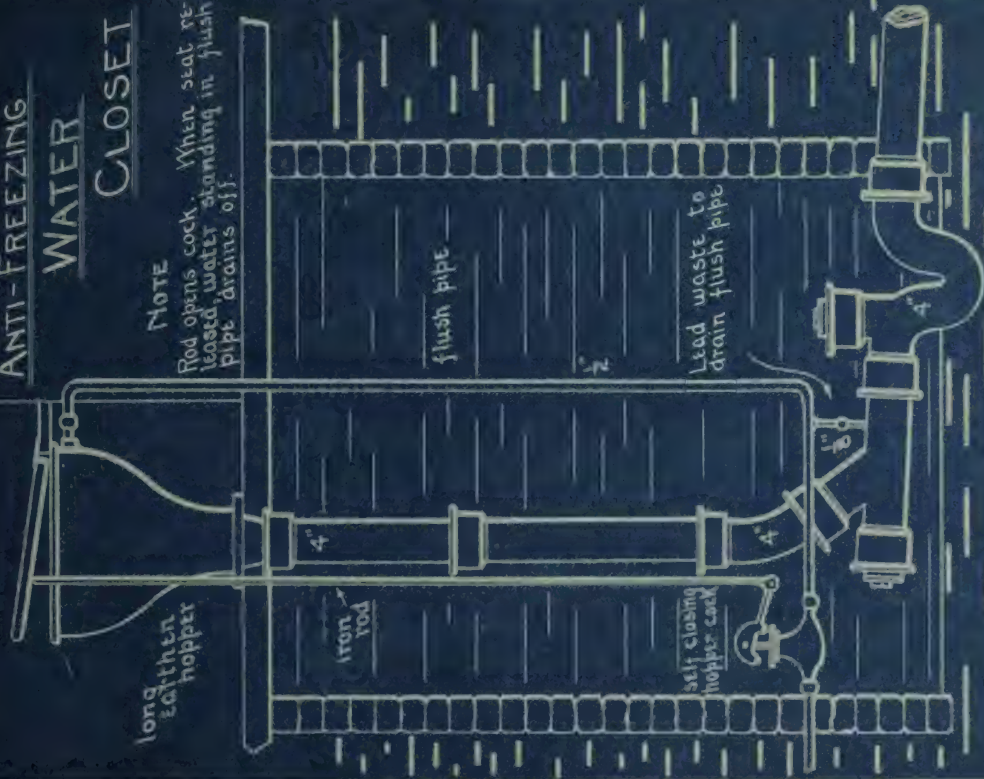 ANTI-FREEZING
WATER
CLOSET
NOTE
Rod opens cock. When seat re-
leased, water standing in flush
pipe drains off.
long
earthen
hopper
iron
rod
4"
flush pipe
½
self closing
hopper cock
4"
Lead waste to
drain flush pipe
4"